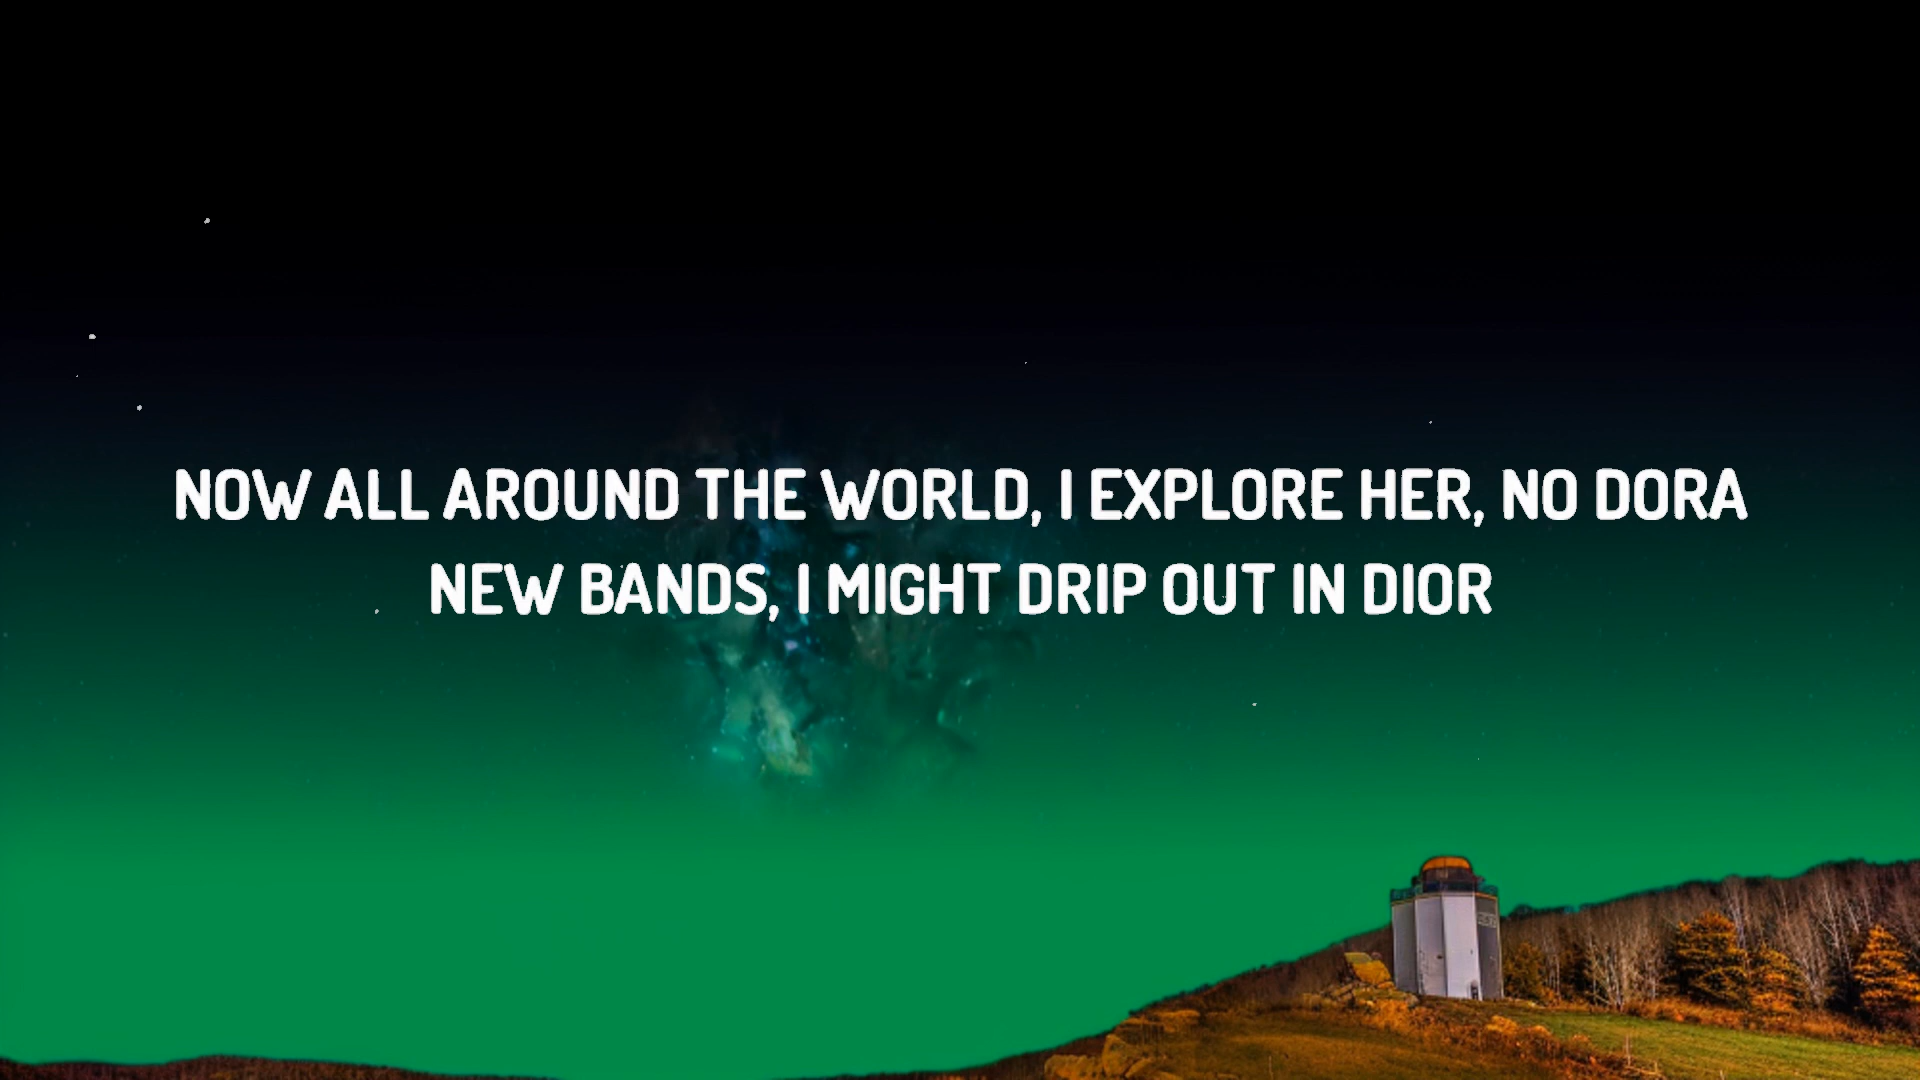 NOW ALL AROUND THE WORLD, I EXPLORE HER, NO DORA
NEW BANDS, I MIGHT DRIP OUT IN DIOR